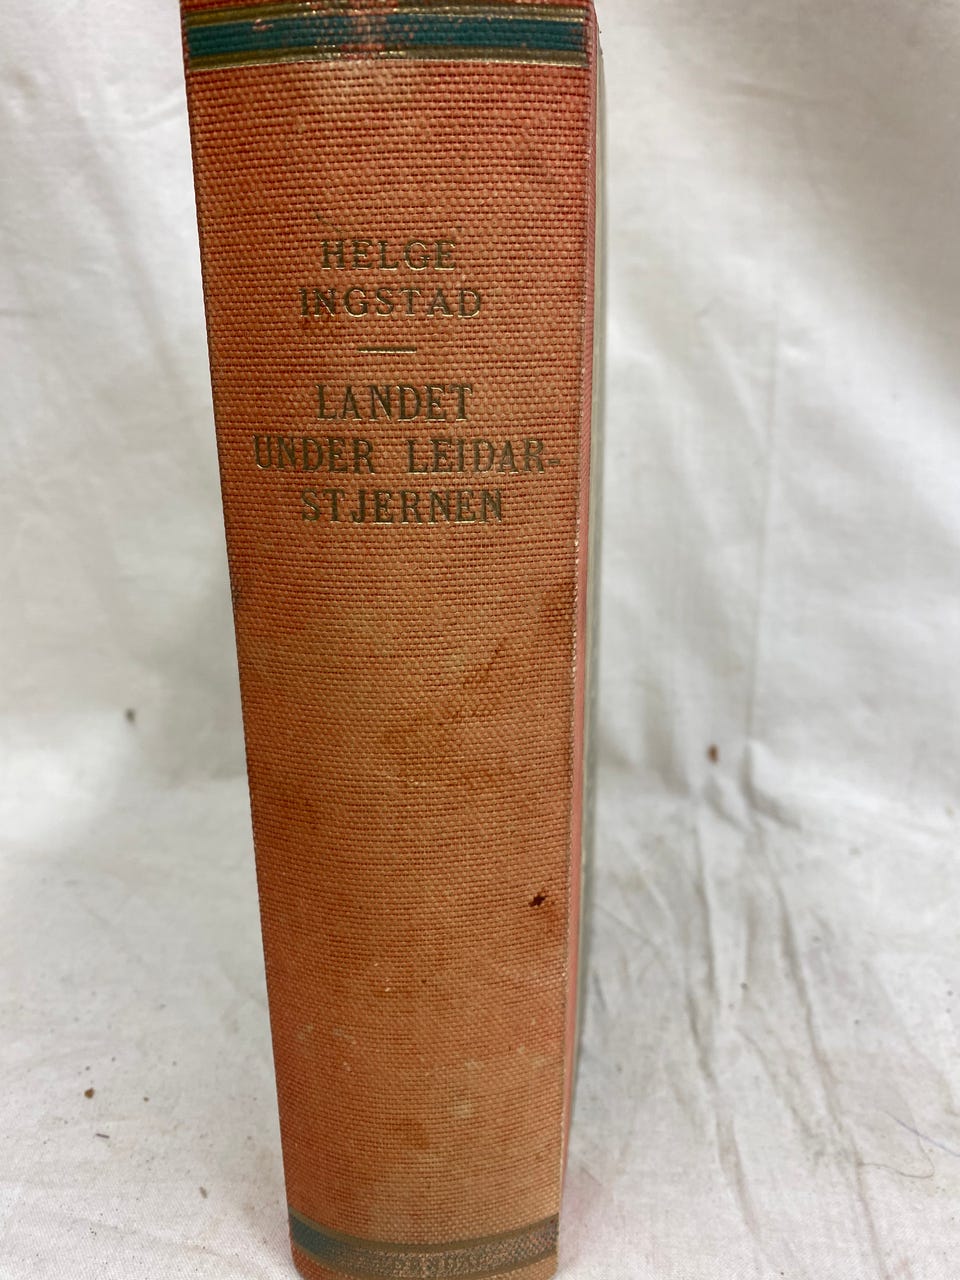 HELGE
INGSTAD
LANDET
UNDER LEIDAR-
STJERNEN